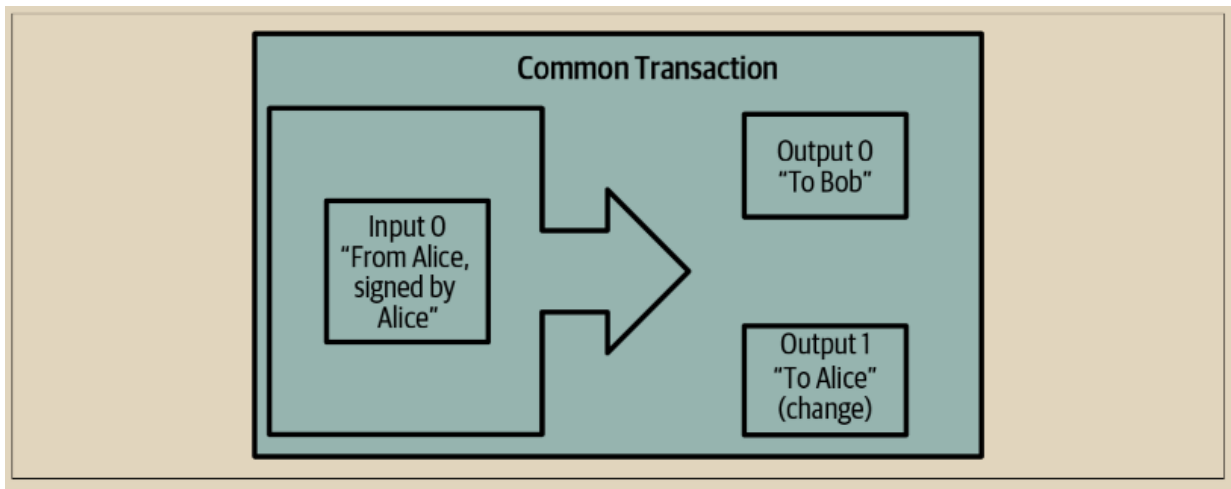 Common Transaction
Input 0
“From Alice,
signed by
Alice”
Output 0
“To Bob”
Output 1
“To Alice”
(change)